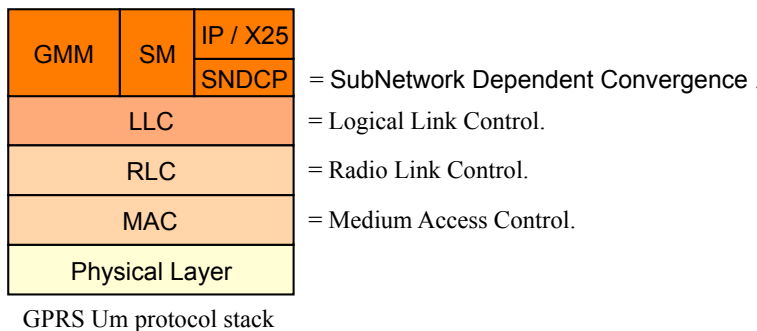 GMM SM IP / X25
SNDCP = SubNetwork Dependent Convergence .
LLC = Logical Link Control.
RLC = Radio Link Control.
MAC = Medium Access Control.
Physical Layer
GPRS Um protocol stack